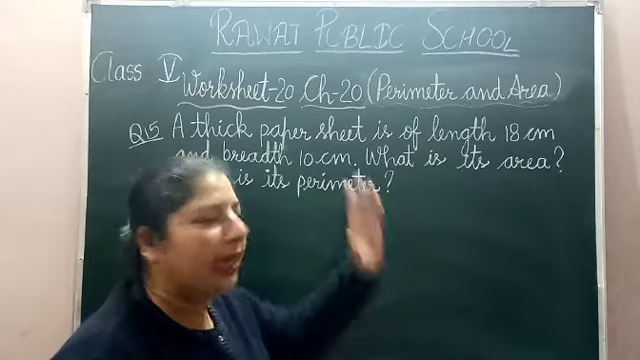 RAWAT PUBLIC SCHOOL
Class V
Worksheet-20 Ch-20 (Perimeter and Area)
Q15 A thick paper sheet is of length 18 cm
and breadth 10 cm. What is its area?
is its perimeter?